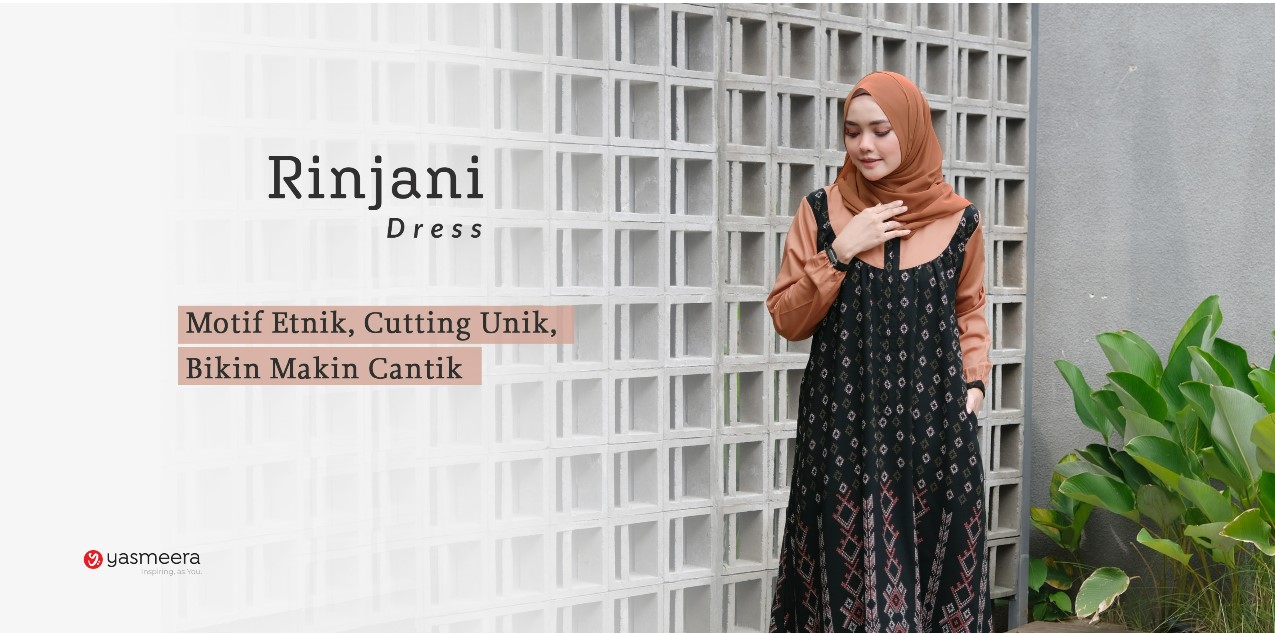 Rinjani
Dress
Motif Etnik, Cutting Unik,
Bikin Makin Cantik
yasmeera
inspiring, as You.